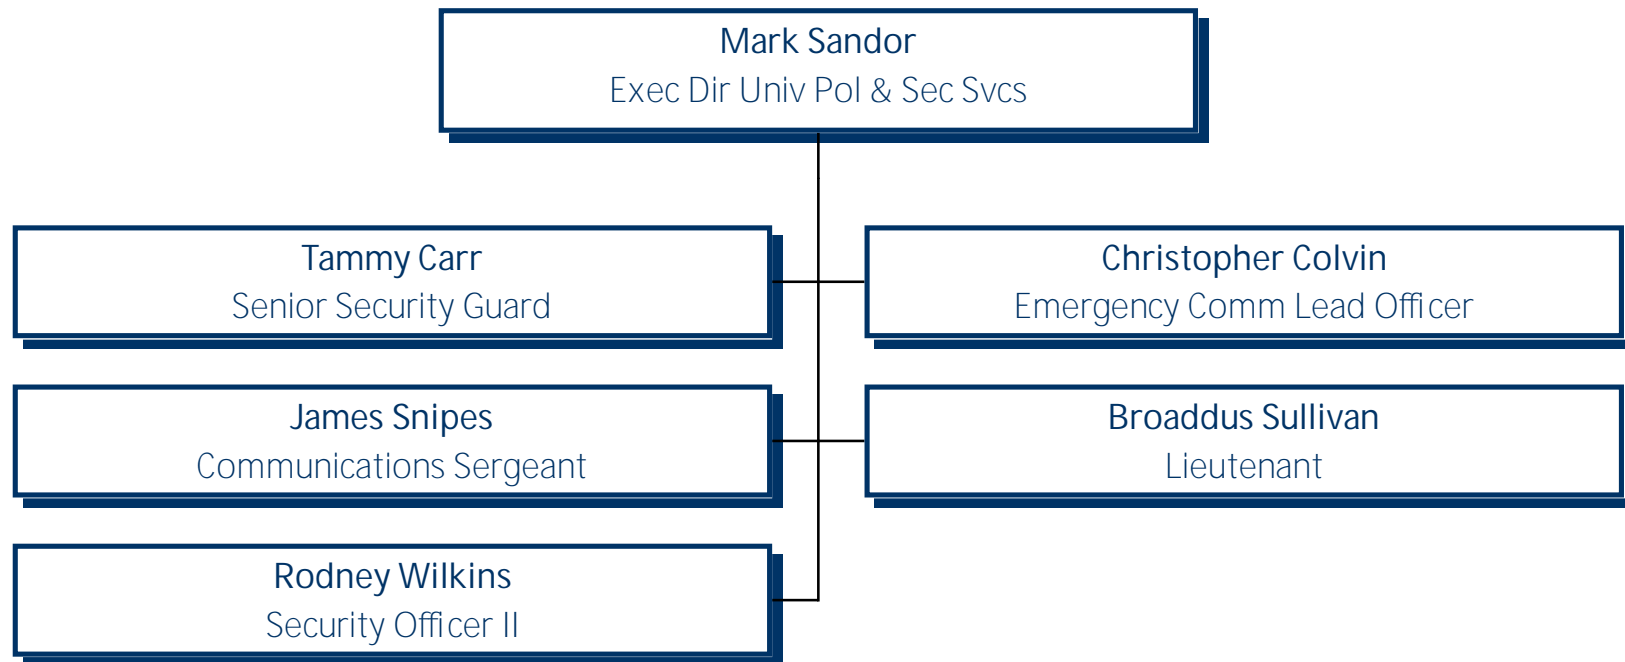 Mark Sandor
Exec Dir Univ Pol & Sec Svcs
Tammy Carr
Senior Security Guard
Christopher Colvin
Emergency Comm Lead Officer
James Snipes
Communications Sergeant
Broaddus Sullivan
Lieutenant
Rodney Wilkins
Security Officer II